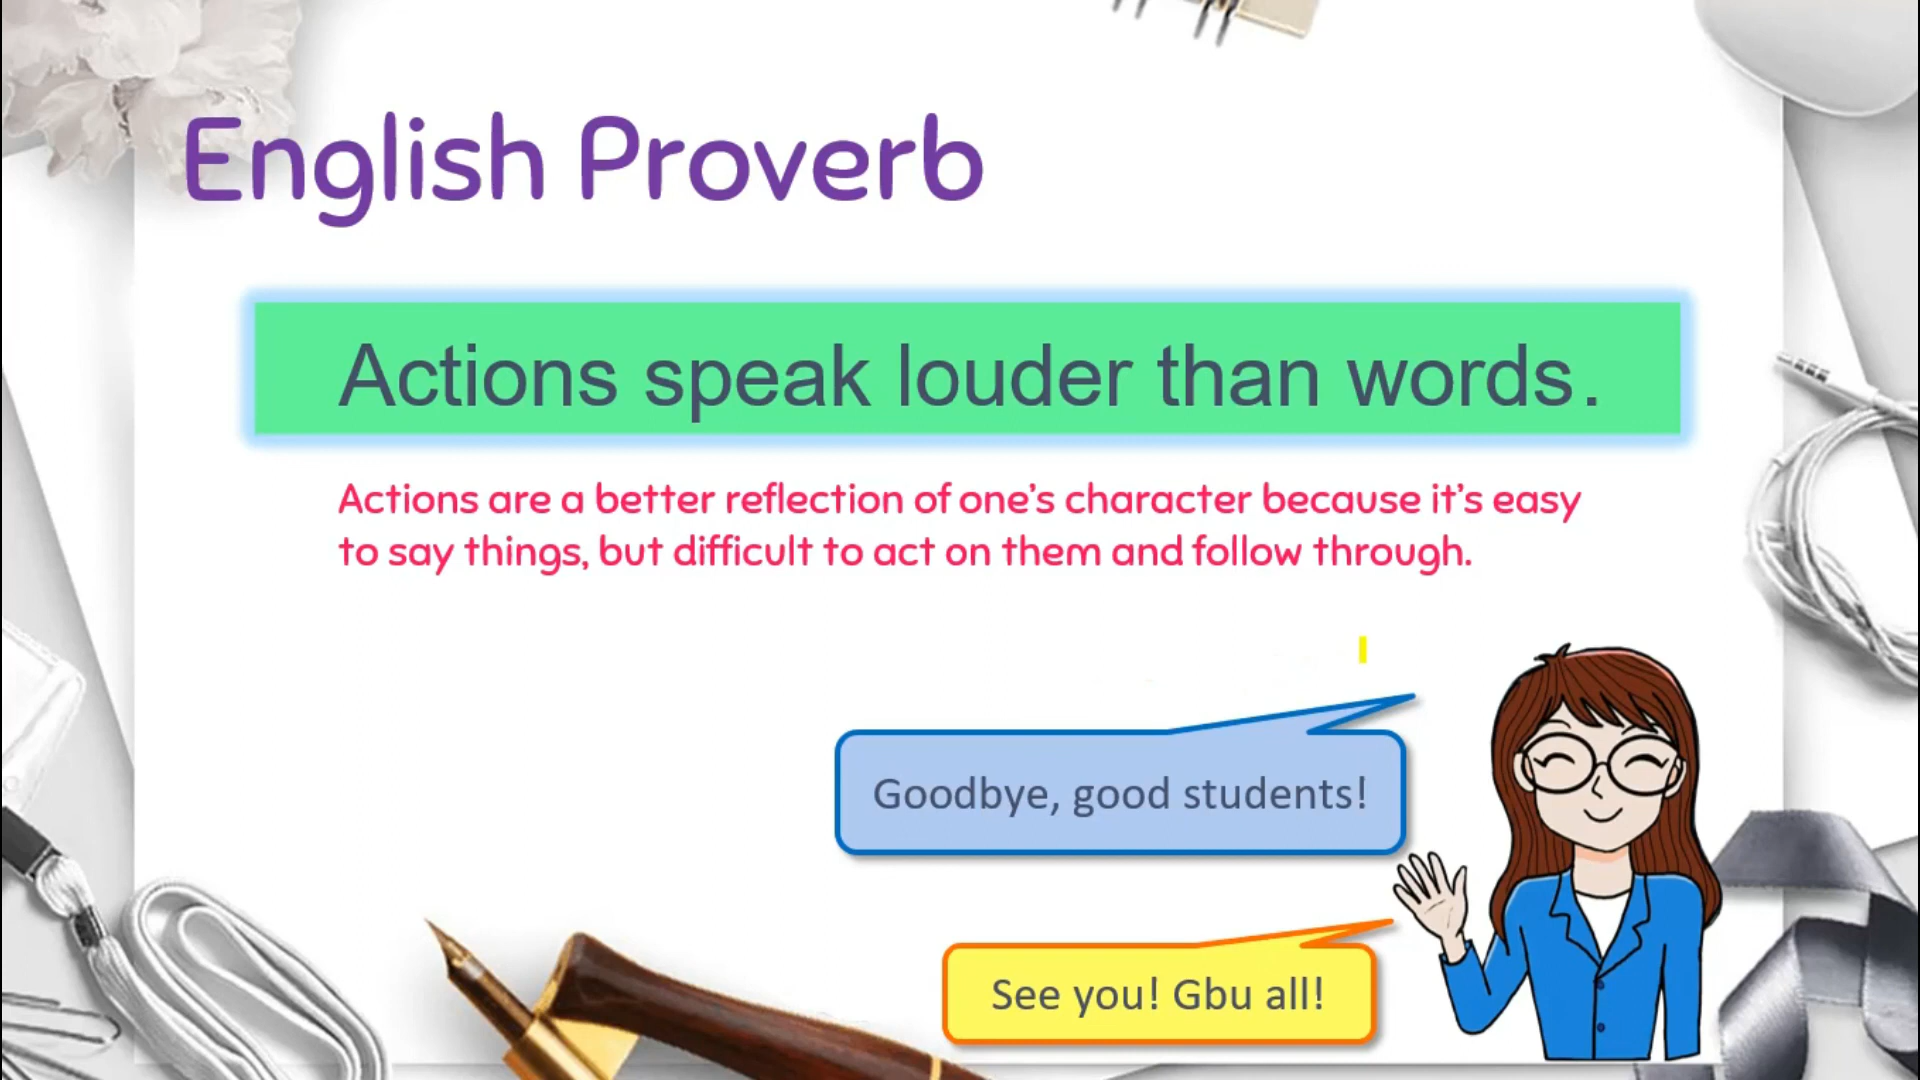 English Proverb
Actions speak louder than words.
Actions are a better reflection of one's character because it's easy
to say things, but difficult to act on them and follow through.
Goodbye, good students!
See you! Gbu all!